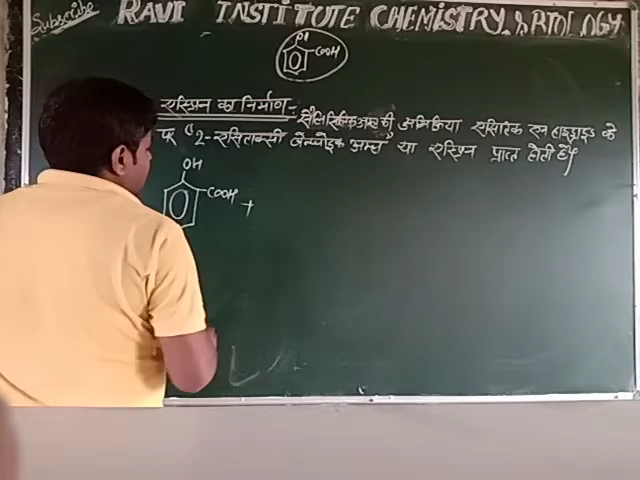 Subscribe
RAVI INSTITUTE CHEMISTRY & BIOLOGY
COOH
एस्प्रिन का निर्माण:- सैलिसिलिक अम्ल की अभिक्रिया एसिटिक एन हाइड्राइड के
पर "2-एसिटाक्सी बेन्जोइक अम्ल" या एस्प्रिन प्राप्त होती है।
OH
COOH +